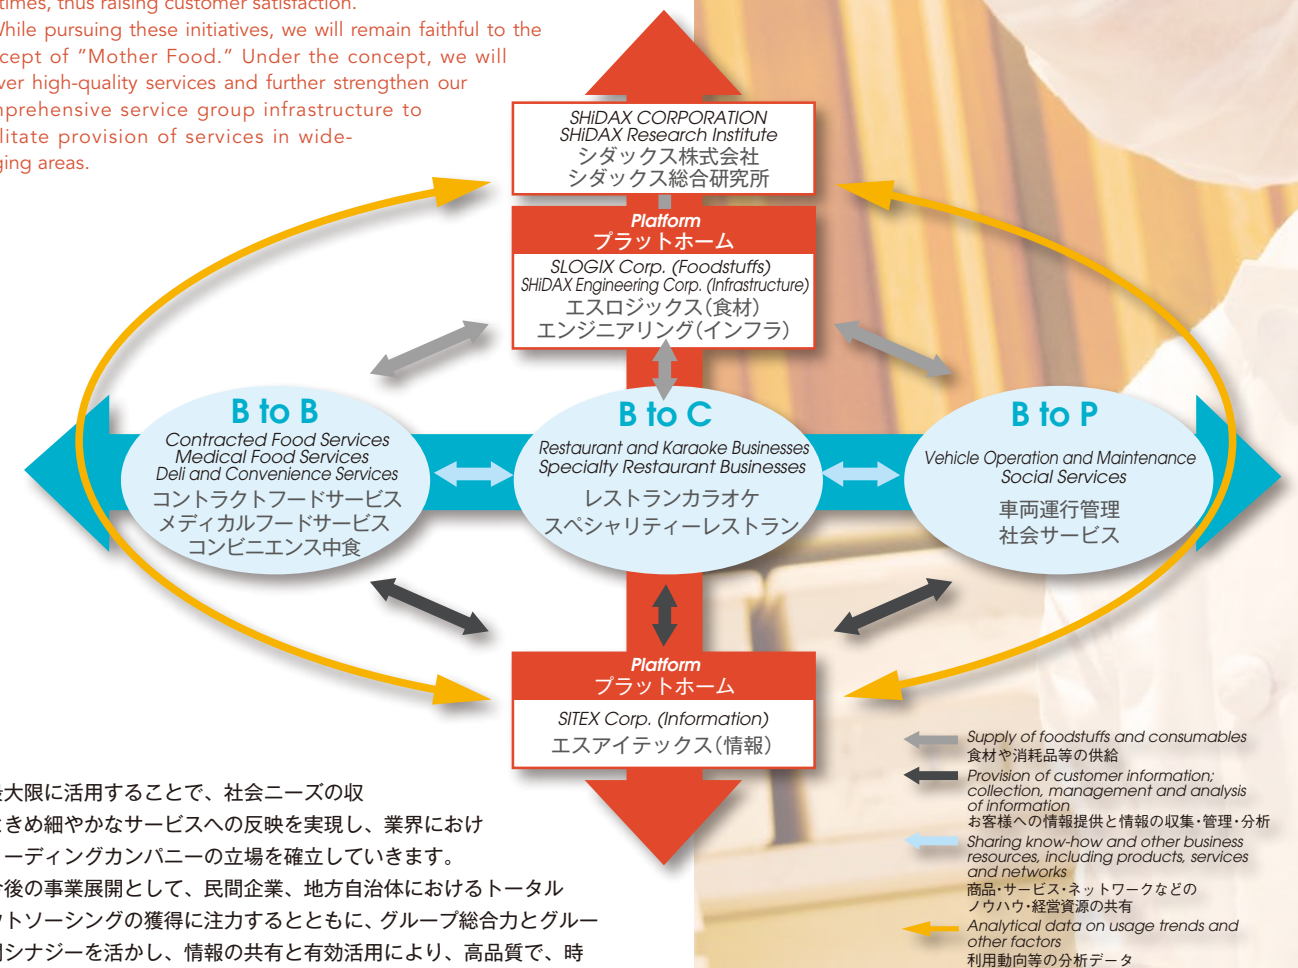 times, thus raising customer satisfaction.
While pursuing these initiatives, we will remain faithful to the
cept of "Mother Food." Under the concept, we will
ver high-quality services and further strengthen our
mprehensive service group infrastructure to
litate provision of services in wide-
ging areas.
SHiDAX CORPORATION
SHiDAX Research Institute
シダックス株式会社
シダックス総合研究所
Platform
プラットホーム
SLOGIX Corp. (Foodstuffs)
SHiDAX Engineering Corp. (Infrastructure)
エスロジックス(食材)
エンジニアリング(インフラ)
B to B
Contracted Food Services
Medical Food Services
Deli and Convenience Services
コントラクトフードサービス
メディカルフードサービス
コンビニエンス中食
B to C
Restaurant and Karaoke Businesses
Specialty Restaurant Businesses
レストランカラオケ
スペシャリティーレストラン
B to P
Vehicle Operation and Maintenance
Social Services
車両運行管理
社会サービス
Platform
プラットホーム
SITEX Corp. (Information)
エスアイテックス(情報)
Supply of foodstuffs and consumables
食材や消耗品等の供給
Provision of customer information;
collection, management and analysis
of information
お客様への情報提供と情報の収集・管理・分析
Sharing know-how and other business
resources, including products, services
and networks
商品・サービス・ネットワークなどの
ノウハウ・経営資源の共有
Analytical data on usage trends and
other factors
利用動向等の分析データ
最大限に活用することで、社会ニーズの収
ときめ細やかなサービスへの反映を実現し、業界におけ
ーディングカンパニーの立場を確立していきます。
今後の事業展開として、民間企業、地方自治体におけるトータル
ウトソーシングの獲得に注力するとともに、グループ総合力とグルー
間シナジーを活かし、情報の共有と有効活用により、高品質で、時